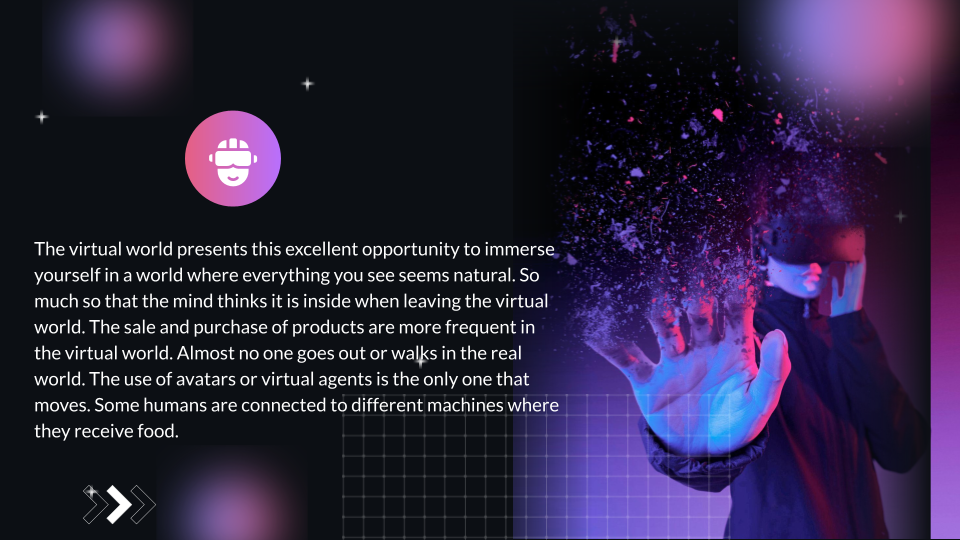 The virtual world presents this excellent opportunity to immerse
yourself in a world where everything you see seems natural. So
much so that the mind thinks it is inside when leaving the virtual
world. The sale and purchase of products are more frequent in
the virtual world. Almost no one goes out or walks in the real
world. The use of avatars or virtual agents is the only one that
moves. Some humans are connected to different machines where
they receive food.